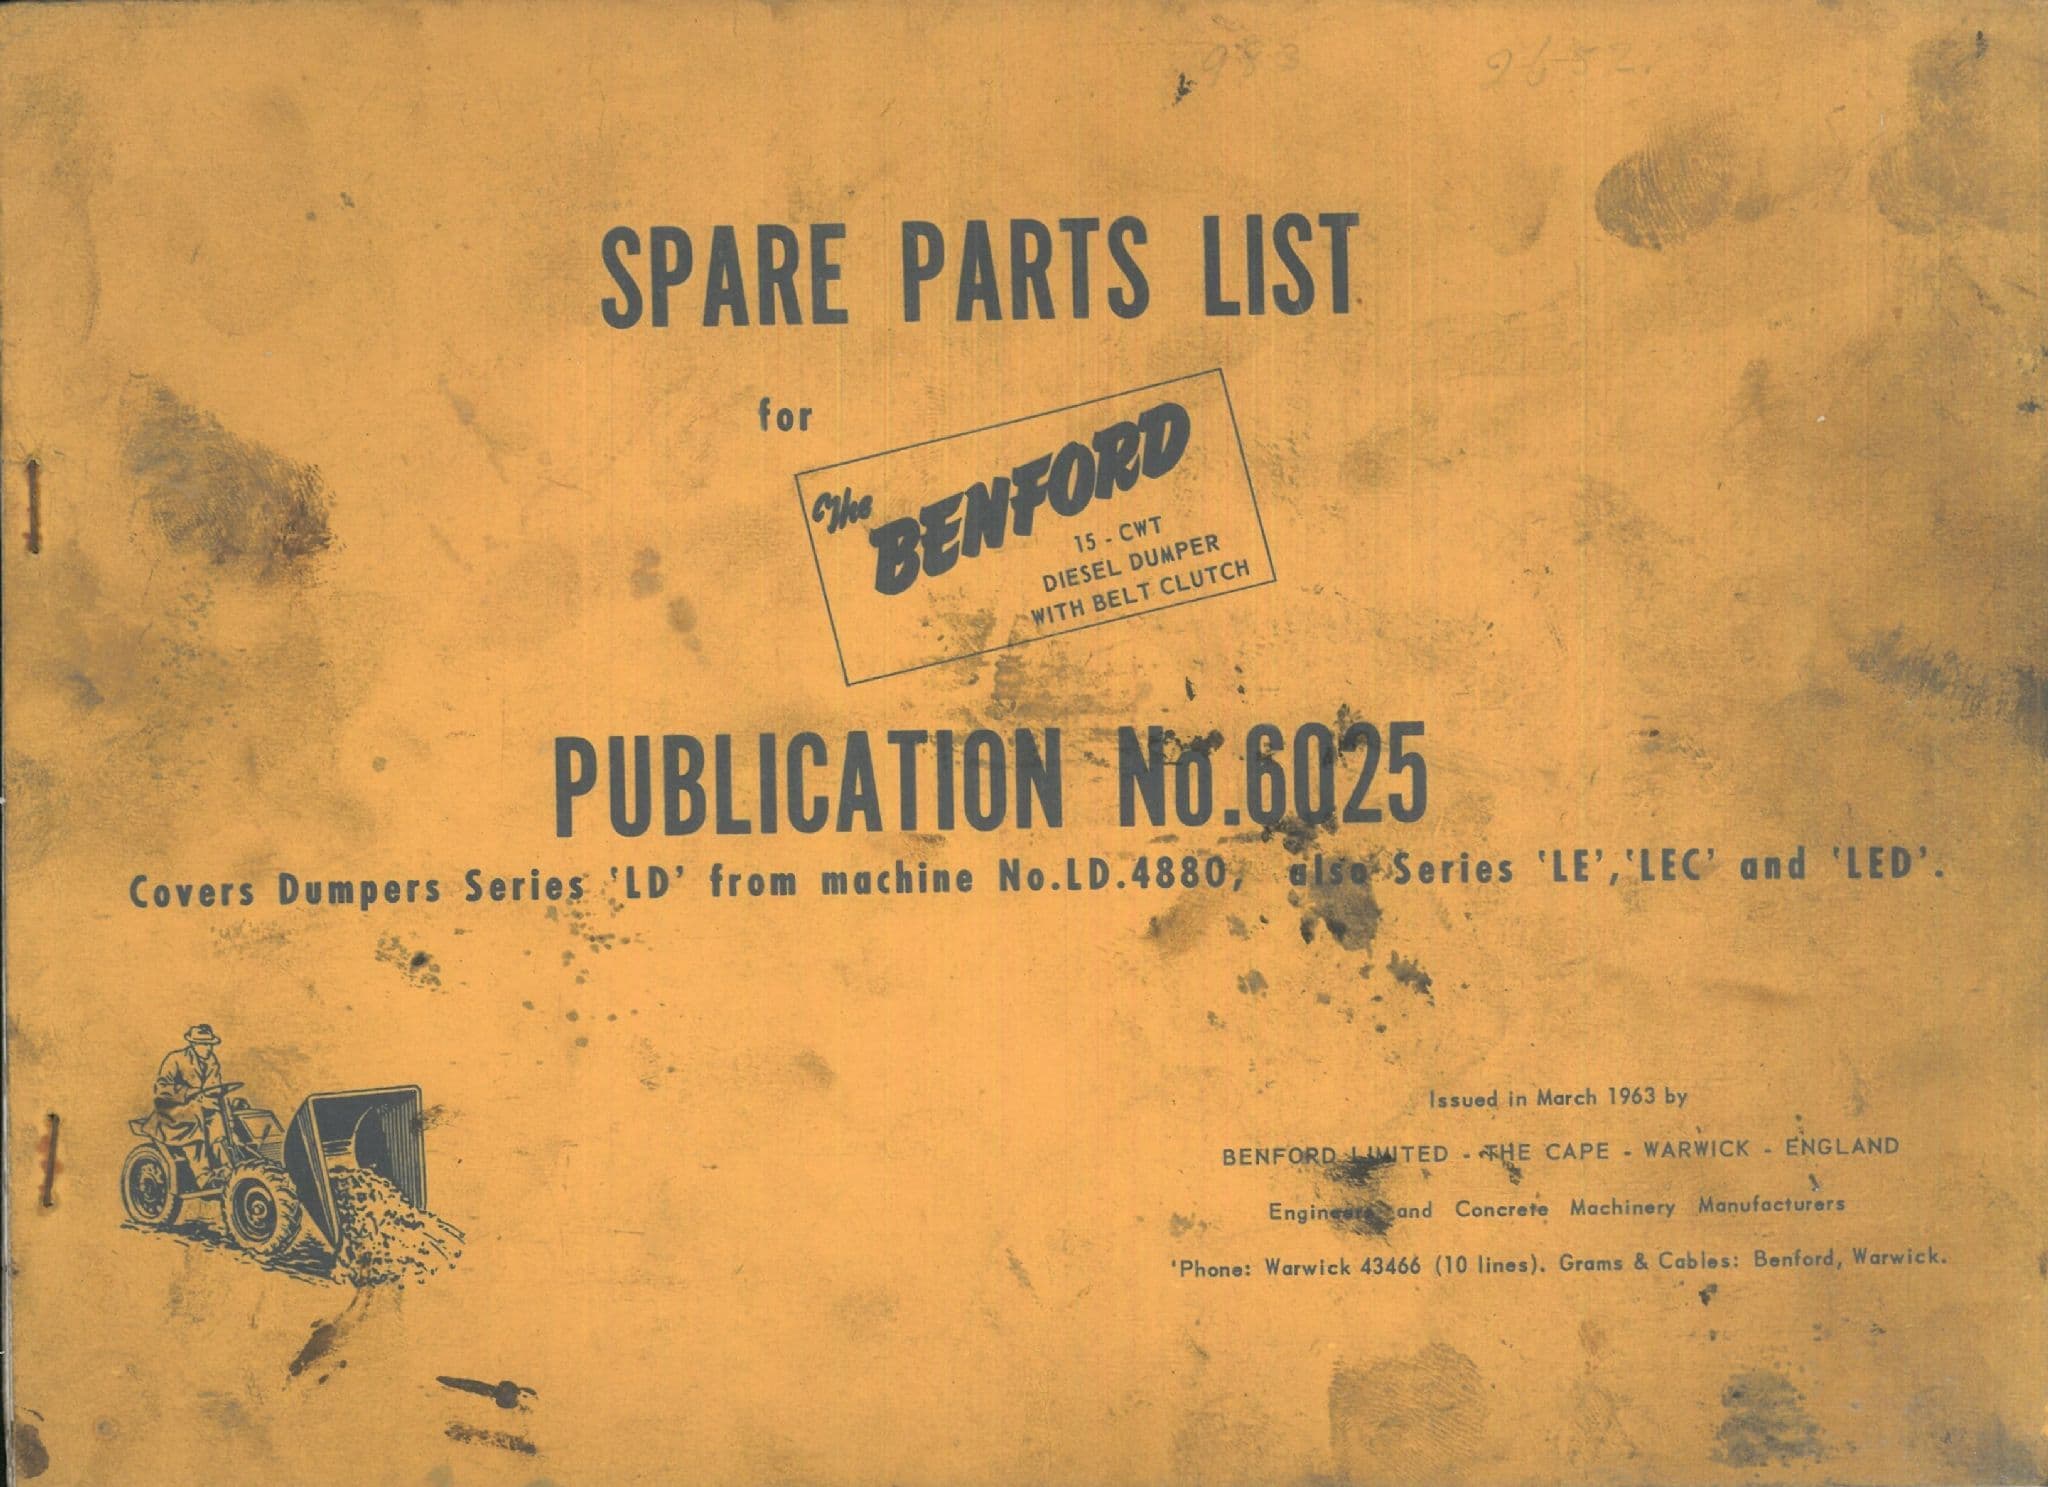 SPARE PARTS LIST
for
The BENFORD
15 - CWT
DIESEL DUMPER
WITH BELT CLUTCH
PUBLICATION No.6025
Covers Dumpers Series 'LD' from machine No.LD.4880, also Series 'LE', 'LEC' and 'LED'.
Issued in March 1963 by
BENFORD LIMITED - THE CAPE - WARWICK - ENGLAND
Engineers and Concrete Machinery Manufacturers
'Phone: Warwick 43466 (10 lines). Grams & Cables: Benford, Warwick.